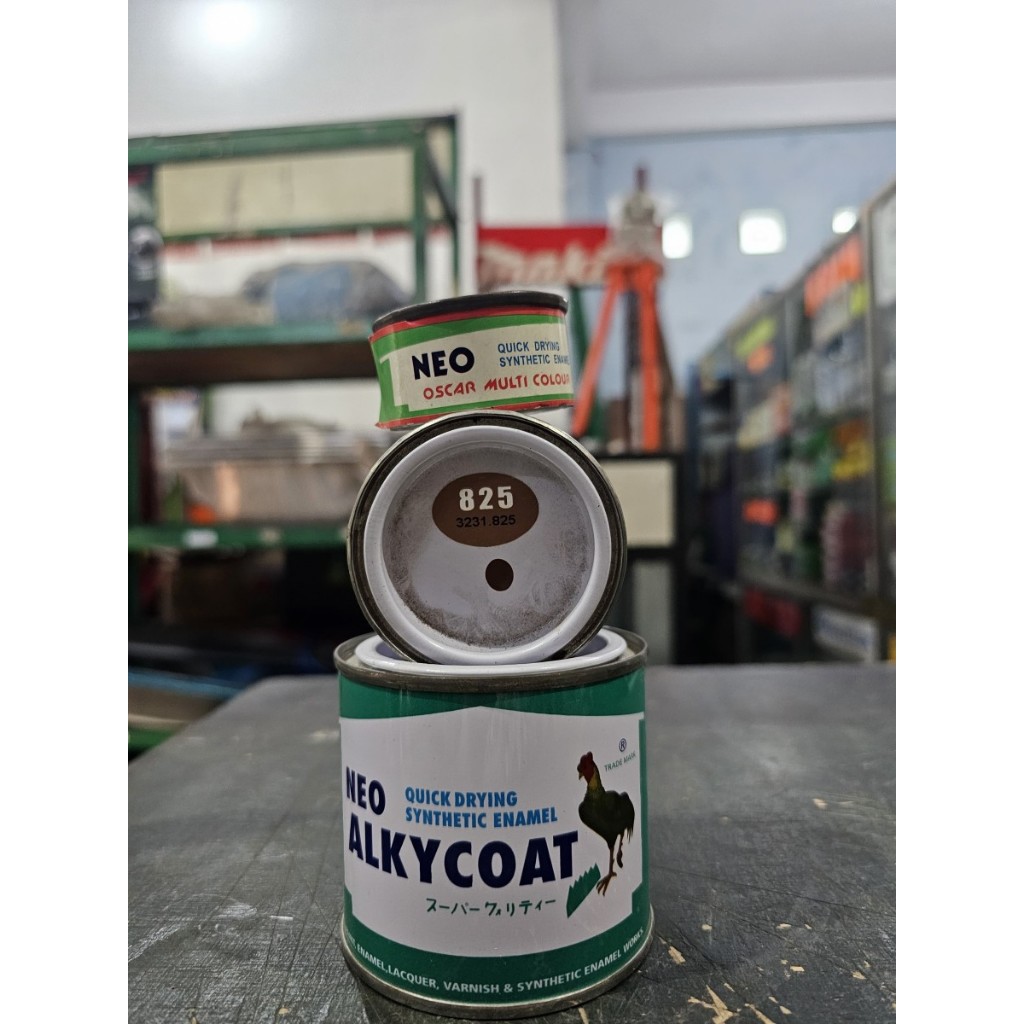 NEO
QUICK DRYING
SYNTHETIC ENAMEL
OSCAR MULTI COLOUR
825
3231.825
®
TRADE MARK
NEO
QUICK DRYING
SYNTHETIC ENAMEL
ALKYCOAT
スーパークォリティー
ENAMEL,LACQUER, VARNISH & SYNTHETIC ENAMEL WORKS